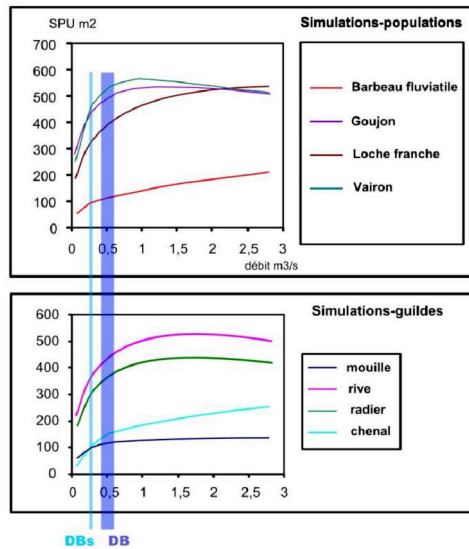 SPU m2
Simulations-populations
700
600
500
400
300
200
100
0
0 0,5 1 1,5 2 2,5 3
débit m3/s
Barbeau fluviatile
Goujon
Loche franche
Vairon
Simulations-guildes
600
500
400
300
200
100
0
0 0,5 1 1,5 2 2,5 3
mouille
rive
radier
chenal
DBs DB